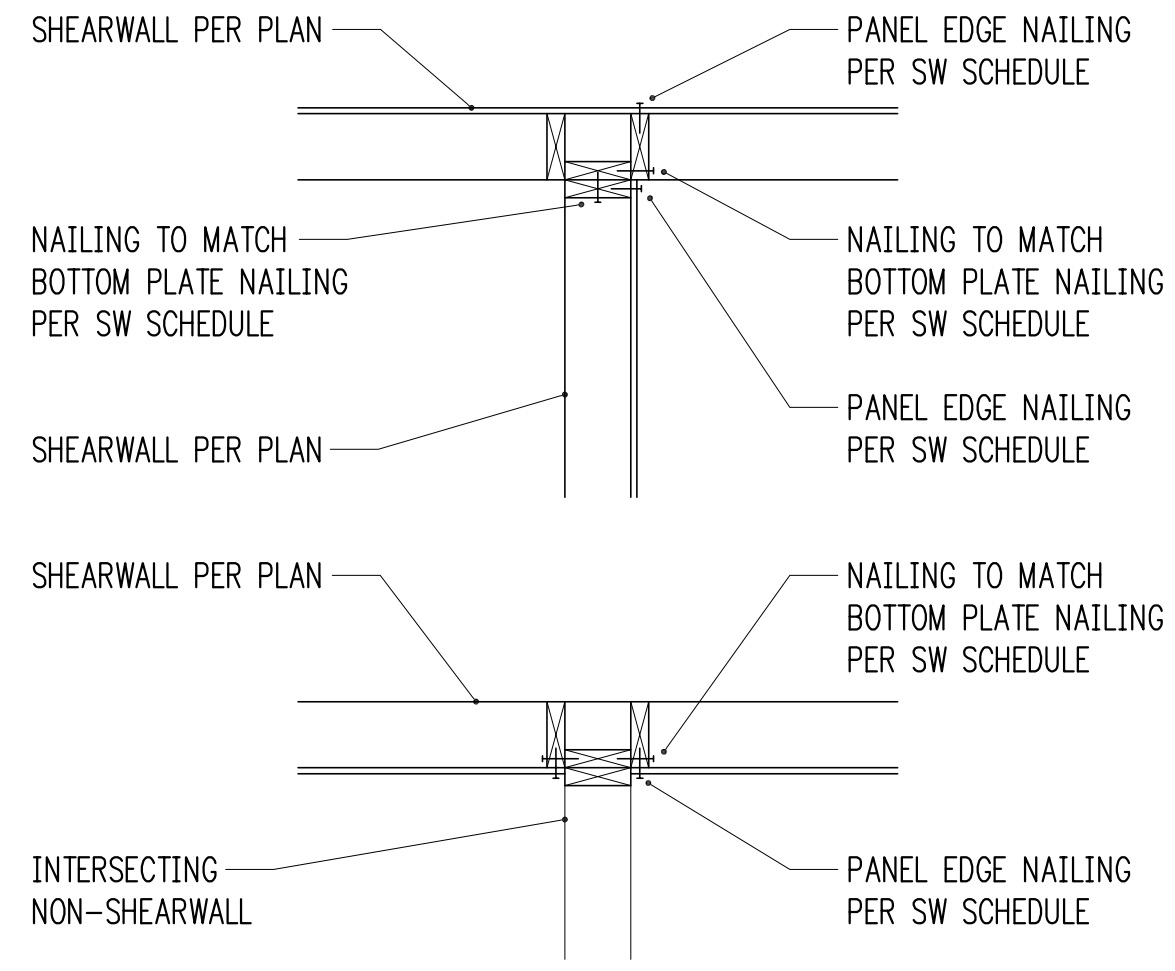 SHEARWALL PER PLAN
PANEL EDGE NAILING
PER SW SCHEDULE
NAILING TO MATCH
BOTTOM PLATE NAILING
PER SW SCHEDULE
NAILING TO MATCH
BOTTOM PLATE NAILING
PER SW SCHEDULE
SHEARWALL PER PLAN
PANEL EDGE NAILING
PER SW SCHEDULE
SHEARWALL PER PLAN
NAILING TO MATCH
BOTTOM PLATE NAILING
PER SW SCHEDULE
INTERSECTING
NON-SHEARWALL
PANEL EDGE NAILING
PER SW SCHEDULE